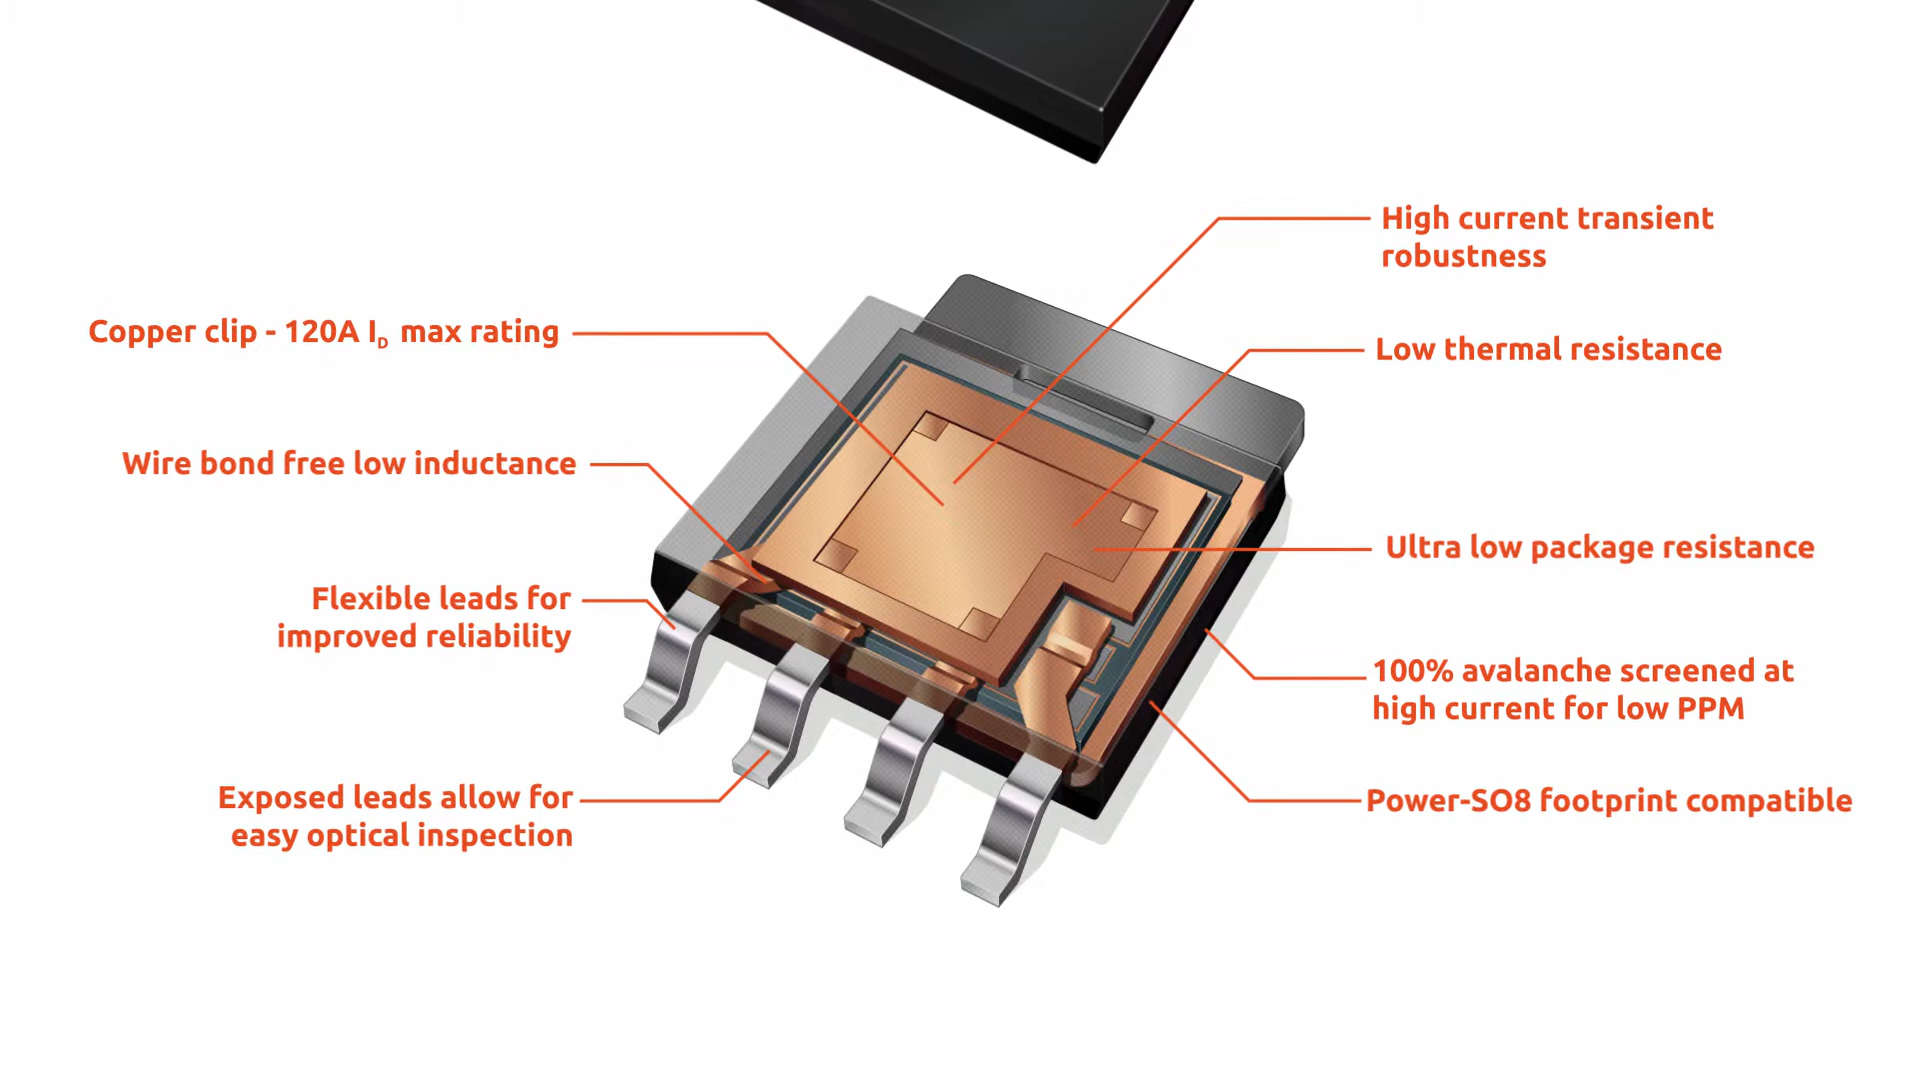 High current transient
robustness
Copper clip - 120A I_D max rating
Low thermal resistance
Wire bond free low inductance
Ultra low package resistance
Flexible leads for
improved reliability
100% avalanche screened at
high current for low PPM
Exposed leads allow for
easy optical inspection
Power-SO8 footprint compatible